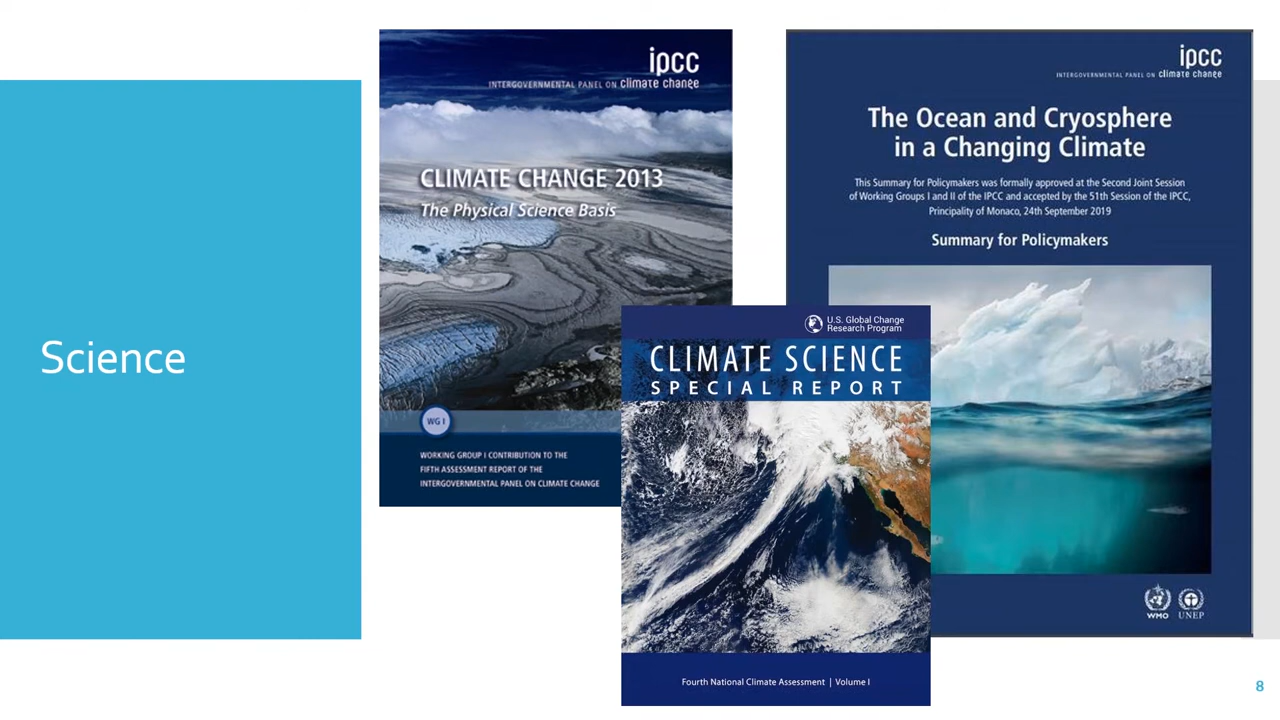 Science
ipcc
INTERGOVERNMENTAL PANEL ON climate change
CLIMATE CHANGE 2013
The Physical Science Basis
WG I
WORKING GROUP I CONTRIBUTION TO THE
FIFTH ASSESSMENT REPORT OF THE
INTERGOVERNMENTAL PANEL ON CLIMATE CHANGE
ipcc
INTERGOVERNMENTAL PANEL ON climate change
The Ocean and Cryosphere
in a Changing Climate
This Summary for Policymakers was formally approved at the Second Joint Session
of Working Groups I and II of the IPCC and accepted by the 51th Session of the IPCC,
Principality of Monaco, 24th September 2019
Summary for Policymakers
WMO UNEP
U.S. Global Change
Research Program
CLIMATE SCIENCE
SPECIAL REPORT
Fourth National Climate Assessment | Volume I
8